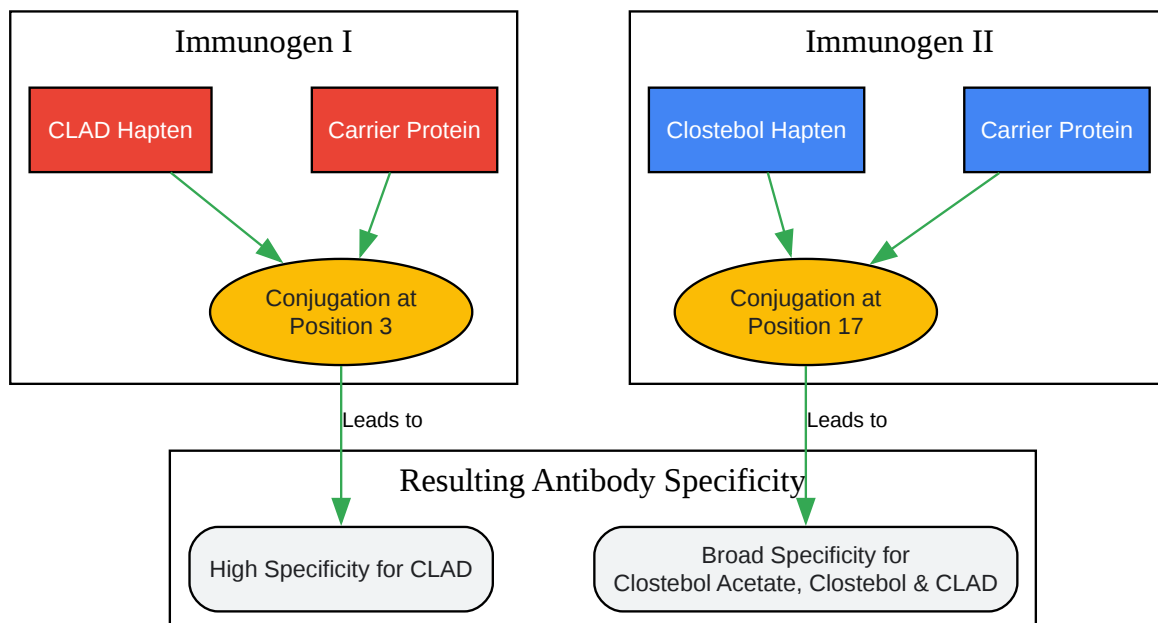 Immunogen I
CLAD Hapten
Carrier Protein
Conjugation at
Position 3
Immunogen II
Clostebol Hapten
Carrier Protein
Conjugation at
Position 17
Leads to
Leads to
Resulting Antibody Specificity
High Specificity for CLAD
Broad Specificity for
Clostebol Acetate, Clostebol & CLAD